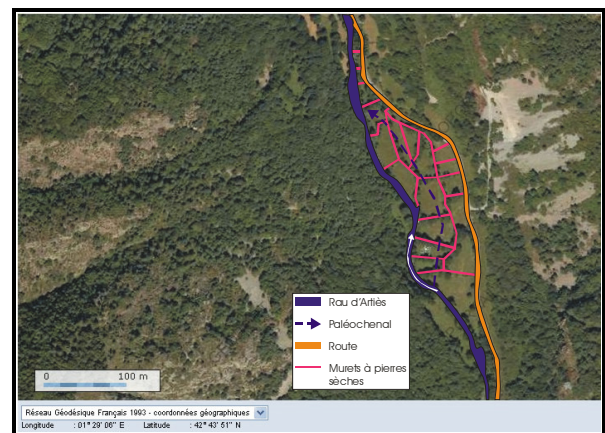 Rau d'Artiès
Paléochenal
Route
Murets à pierres
sèches
0 100 m
Réseau Géodésique Français 1993 - coordonnées géographiques
Longitude : 01° 29' 06" E Latitude : 42° 43' 51" N